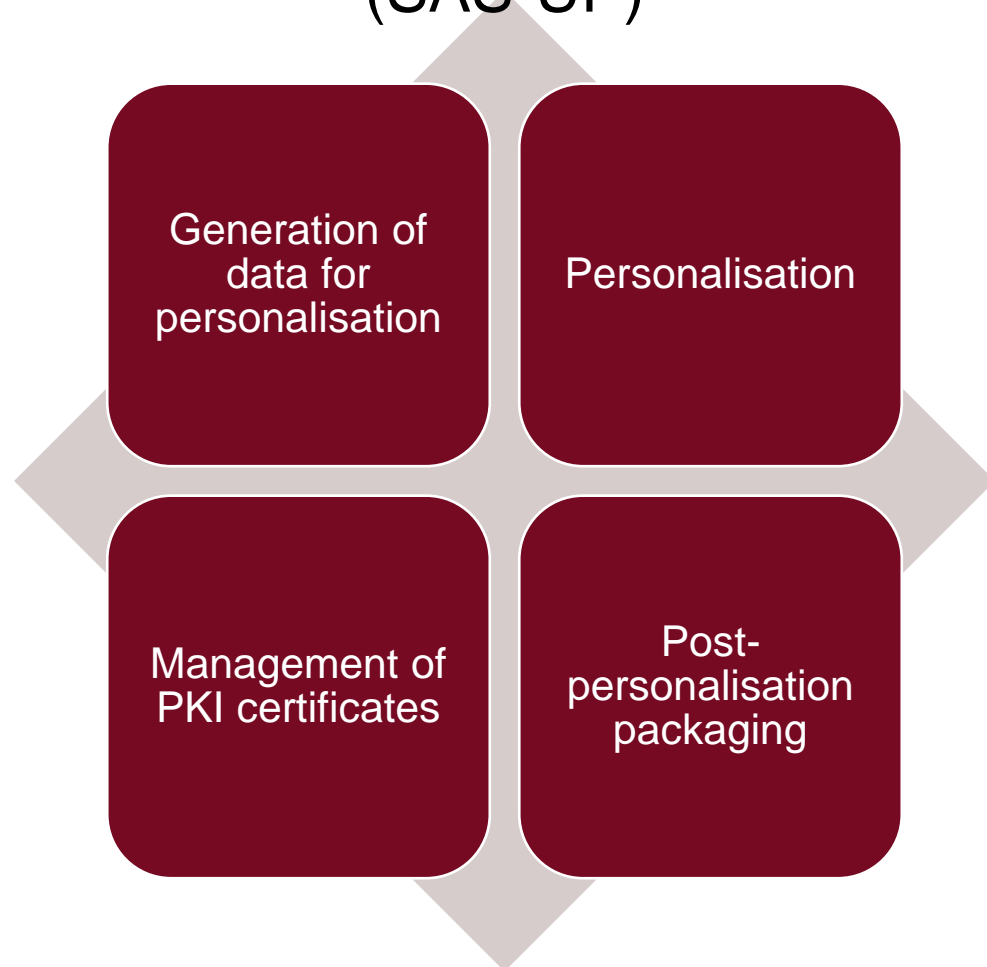 Generation of
data for
personalisation
Personalisation
Management of
PKI certificates
Post-
personalisation
packaging